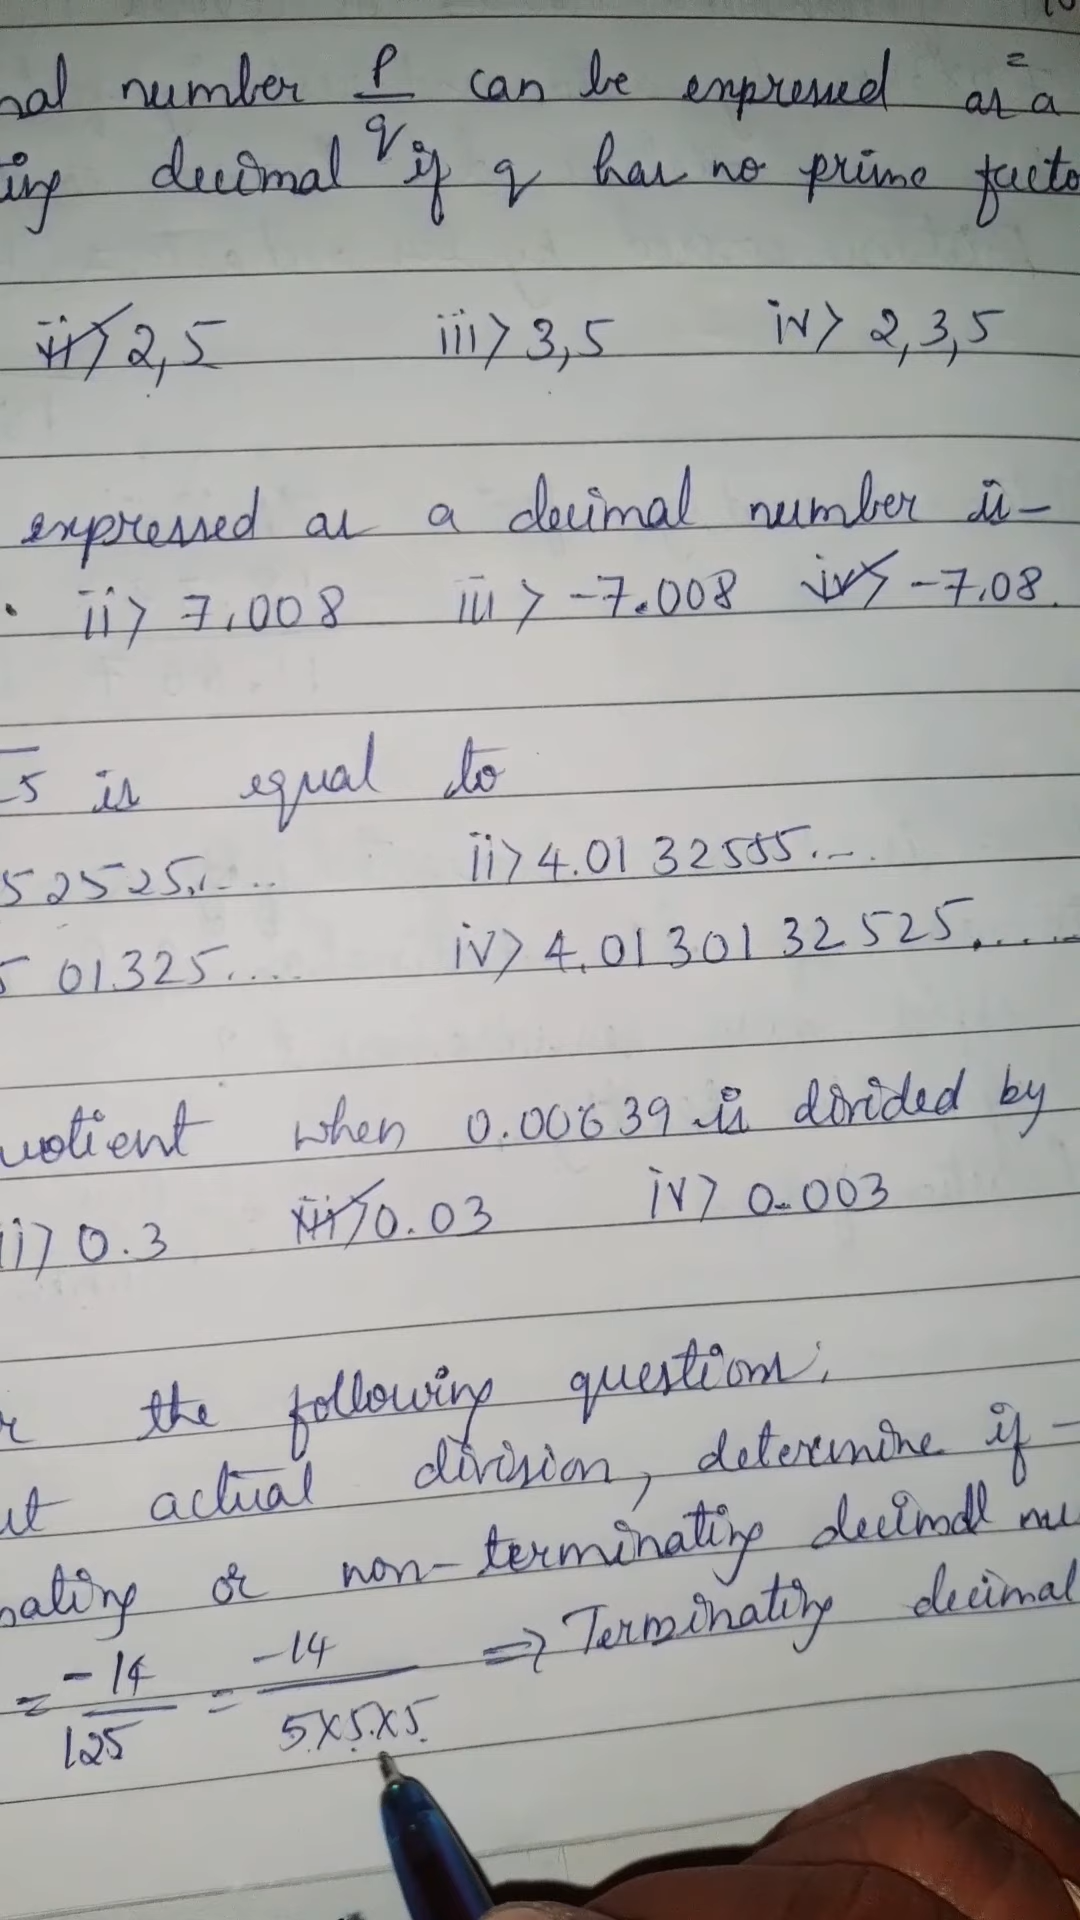 nal number P/q can be expressed as a
ing decimal if q has no prime facto
ii> 2,5 iii> 3,5 iv> 2,3,5
expressed as a decimal number is-
ii> 7.008 iii> -7.008 iv> -7.08.
5 is equal to
52525.... ii> 4.0132555...
5 01325.... iv> 4.0130132525.....
uotient when 0.00639 is divided by
ii> 0.3 iii> 0.03 iv> 0.003
r the following question.
ut actual division, determine if -
nating or non-terminating decimal nu
= -14/125 = -14/5×5×5 => Terminating decimal